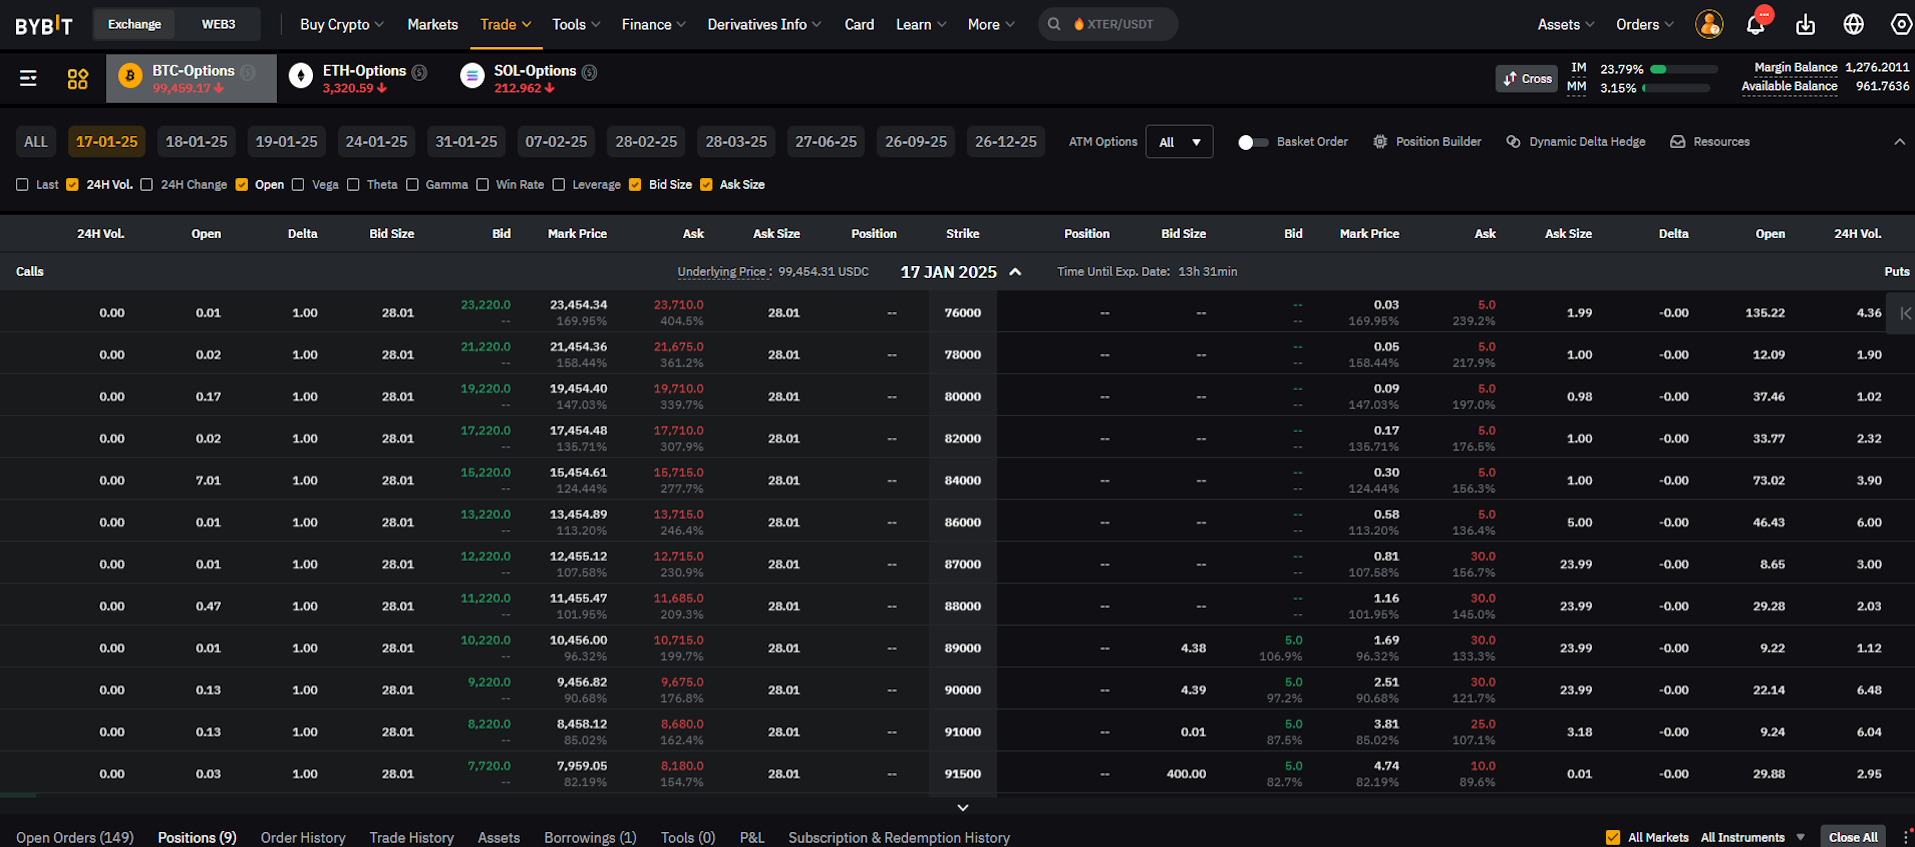 BYBIT Exchange WEB3 Buy Crypto Markets Trade Tools Finance Derivatives Info Card Learn More XTER/USDT Assets Orders
BTC-Options 99,459.17 ETH-Options 3,320.59 SOL-Options 212.962 Cross IM 23.79% MM 3.15% Margin Balance 1,276.2011 Available Balance 961.7636
ALL 17-01-25 18-01-25 19-01-25 24-01-25 31-01-25 07-02-25 28-02-25 28-03-25 27-06-25 26-09-25 26-12-25 ATM Options All Basket Order Position Builder Dynamic Delta Hedge Resources
Last 24H Vol. 24H Change Open Vega Theta Gamma Win Rate Leverage Bid Size Ask Size
24H Vol. Open Delta Bid Size Bid Mark Price Ask Ask Size Position Strike Position Bid Size Bid Mark Price Ask Ask Size Delta Open 24H Vol.
Calls Underlying Price : 99,454.31 USDC 17 JAN 2025 Time Until Exp. Date: 13h 31min Puts
0.00 0.01 1.00 28.01 23,220.0 23,454.34 23,710.0 28.01 -- 76000 -- -- -- 0.03 5.0 1.99 -0.00 135.22 4.36
-- 169.95% 404.5% -- 169.95% 239.2%
0.00 0.02 1.00 28.01 21,220.0 21,454.36 21,675.0 28.01 -- 78000 -- -- -- 0.05 5.0 1.00 -0.00 12.09 1.90
-- 158.44% 361.2% -- 158.44% 217.9%
0.00 0.17 1.00 28.01 19,220.0 19,454.40 19,710.0 28.01 -- 80000 -- -- -- 0.09 5.0 0.98 -0.00 37.46 1.02
-- 147.03% 339.7% -- 147.03% 197.0%
0.00 0.02 1.00 28.01 17,220.0 17,454.48 17,710.0 28.01 -- 82000 -- -- -- 0.17 5.0 1.00 -0.00 33.77 2.32
-- 135.71% 307.9% -- 135.71% 176.5%
0.00 7.01 1.00 28.01 15,220.0 15,454.61 15,715.0 28.01 -- 84000 -- -- -- 0.30 5.0 1.00 -0.00 73.02 3.90
-- 124.44% 277.7% -- 124.44% 156.3%
0.00 0.01 1.00 28.01 13,220.0 13,454.89 13,715.0 28.01 -- 86000 -- -- -- 0.58 5.0 5.00 -0.00 46.43 6.00
-- 113.20% 246.4% -- 113.20% 136.4%
0.00 0.01 1.00 28.01 12,220.0 12,455.12 12,715.0 28.01 -- 87000 -- -- -- 0.81 30.0 23.99 -0.00 8.65 3.00
-- 107.58% 230.9% -- 107.58% 156.7%
0.00 0.47 1.00 28.01 11,220.0 11,455.47 11,685.0 28.01 -- 88000 -- -- -- 1.16 30.0 23.99 -0.00 29.28 2.03
-- 101.95% 209.3% -- 101.95% 145.0%
0.00 0.01 1.00 28.01 10,220.0 10,456.00 10,715.0 28.01 -- 89000 -- 4.38 5.0 1.69 30.0 23.99 -0.00 9.22 1.12
-- 96.32% 199.7% 106.9% 96.32% 133.3%
0.00 0.13 1.00 28.01 9,220.0 9,456.82 9,675.0 28.01 -- 90000 -- 4.39 5.0 2.51 30.0 23.99 -0.00 22.14 6.48
-- 90.68% 176.8% 97.2% 90.68% 121.7%
0.00 0.13 1.00 28.01 8,220.0 8,458.12 8,680.0 28.01 -- 91000 -- 0.01 5.0 3.81 25.0 3.18 -0.00 9.24 6.04
-- 85.02% 162.4% 87.5% 85.02% 107.1%
0.00 0.03 1.00 28.01 7,720.0 7,959.05 8,180.0 28.01 -- 91500 -- 400.00 5.0 4.74 10.0 0.01 -0.00 29.88 2.95
-- 82.19% 154.7% 82.7% 82.19% 89.6%
Open Orders (149) Positions (9) Order History Trade History Assets Borrowings (1) Tools (0) P&L Subscription & Redemption History All Markets All Instruments Close All